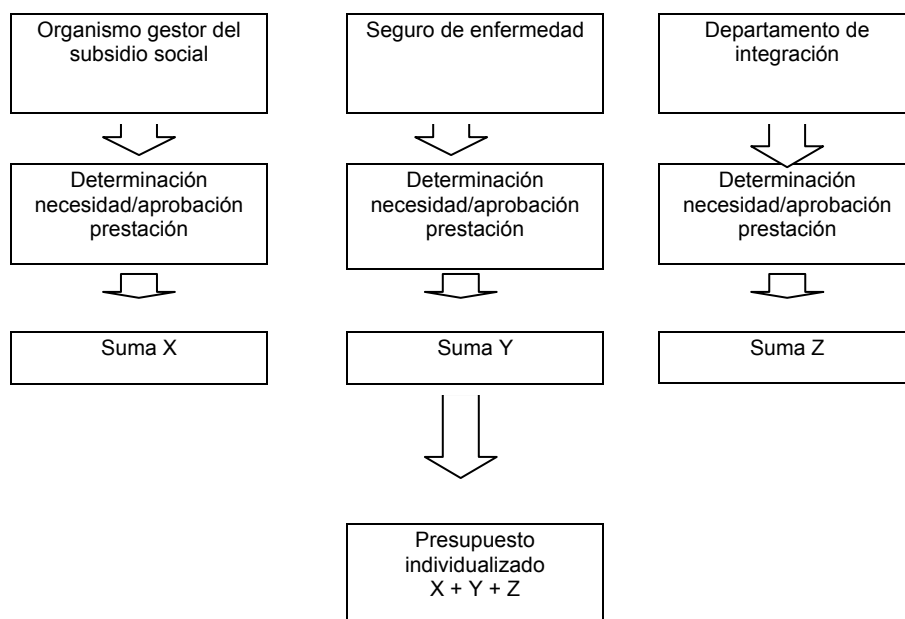 Organismo gestor del
subsidio social
Seguro de enfermedad
Departamento de
integración
Determinación
necesidad/aprobación
prestación
Determinación
necesidad/aprobación
prestación
Determinación
necesidad/aprobación
prestación
Suma X
Suma Y
Suma Z
Presupuesto
individualizado
X + Y + Z